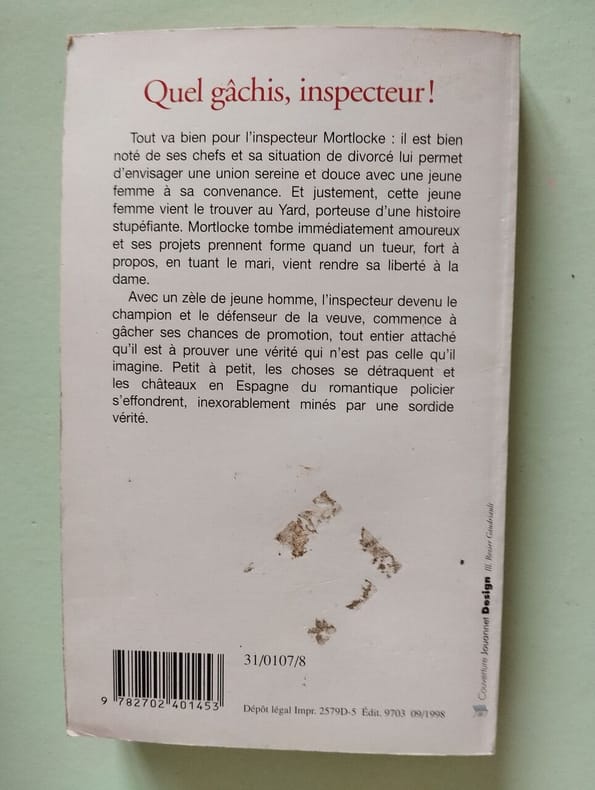 Quel gâchis, inspecteur !
Tout va bien pour l'inspecteur Mortlocke : il est bien
noté de ses chefs et sa situation de divorcé lui permet
d'envisager une union sereine et douce avec une jeune
femme à sa convenance. Et justement, cette jeune
femme vient le trouver au Yard, porteuse d'une histoire
stupéfiante. Mortlocke tombe immédiatement amoureux
et ses projets prennent forme quand un tueur, fort à
propos, en tuant le mari, vient rendre sa liberté à la
dame.
Avec un zèle de jeune homme, l'inspecteur devenu le
champion et le défenseur de la veuve, commence à
gâcher ses chances de promotion, tout entier attaché
qu'il est à prouver une vérité qui n'est pas celle qu'il
imagine. Petit à petit, les choses se détraquent et
les châteaux en Espagne du romantique policier
s'effondrent, inexorablement minés par une sordide
vérité.
31/0107/8
9 782702 401453
Dépôt légal Impr. 2579D-5 Édit. 9703 09/1998
Couverture Jouannet Design Ill. Roser